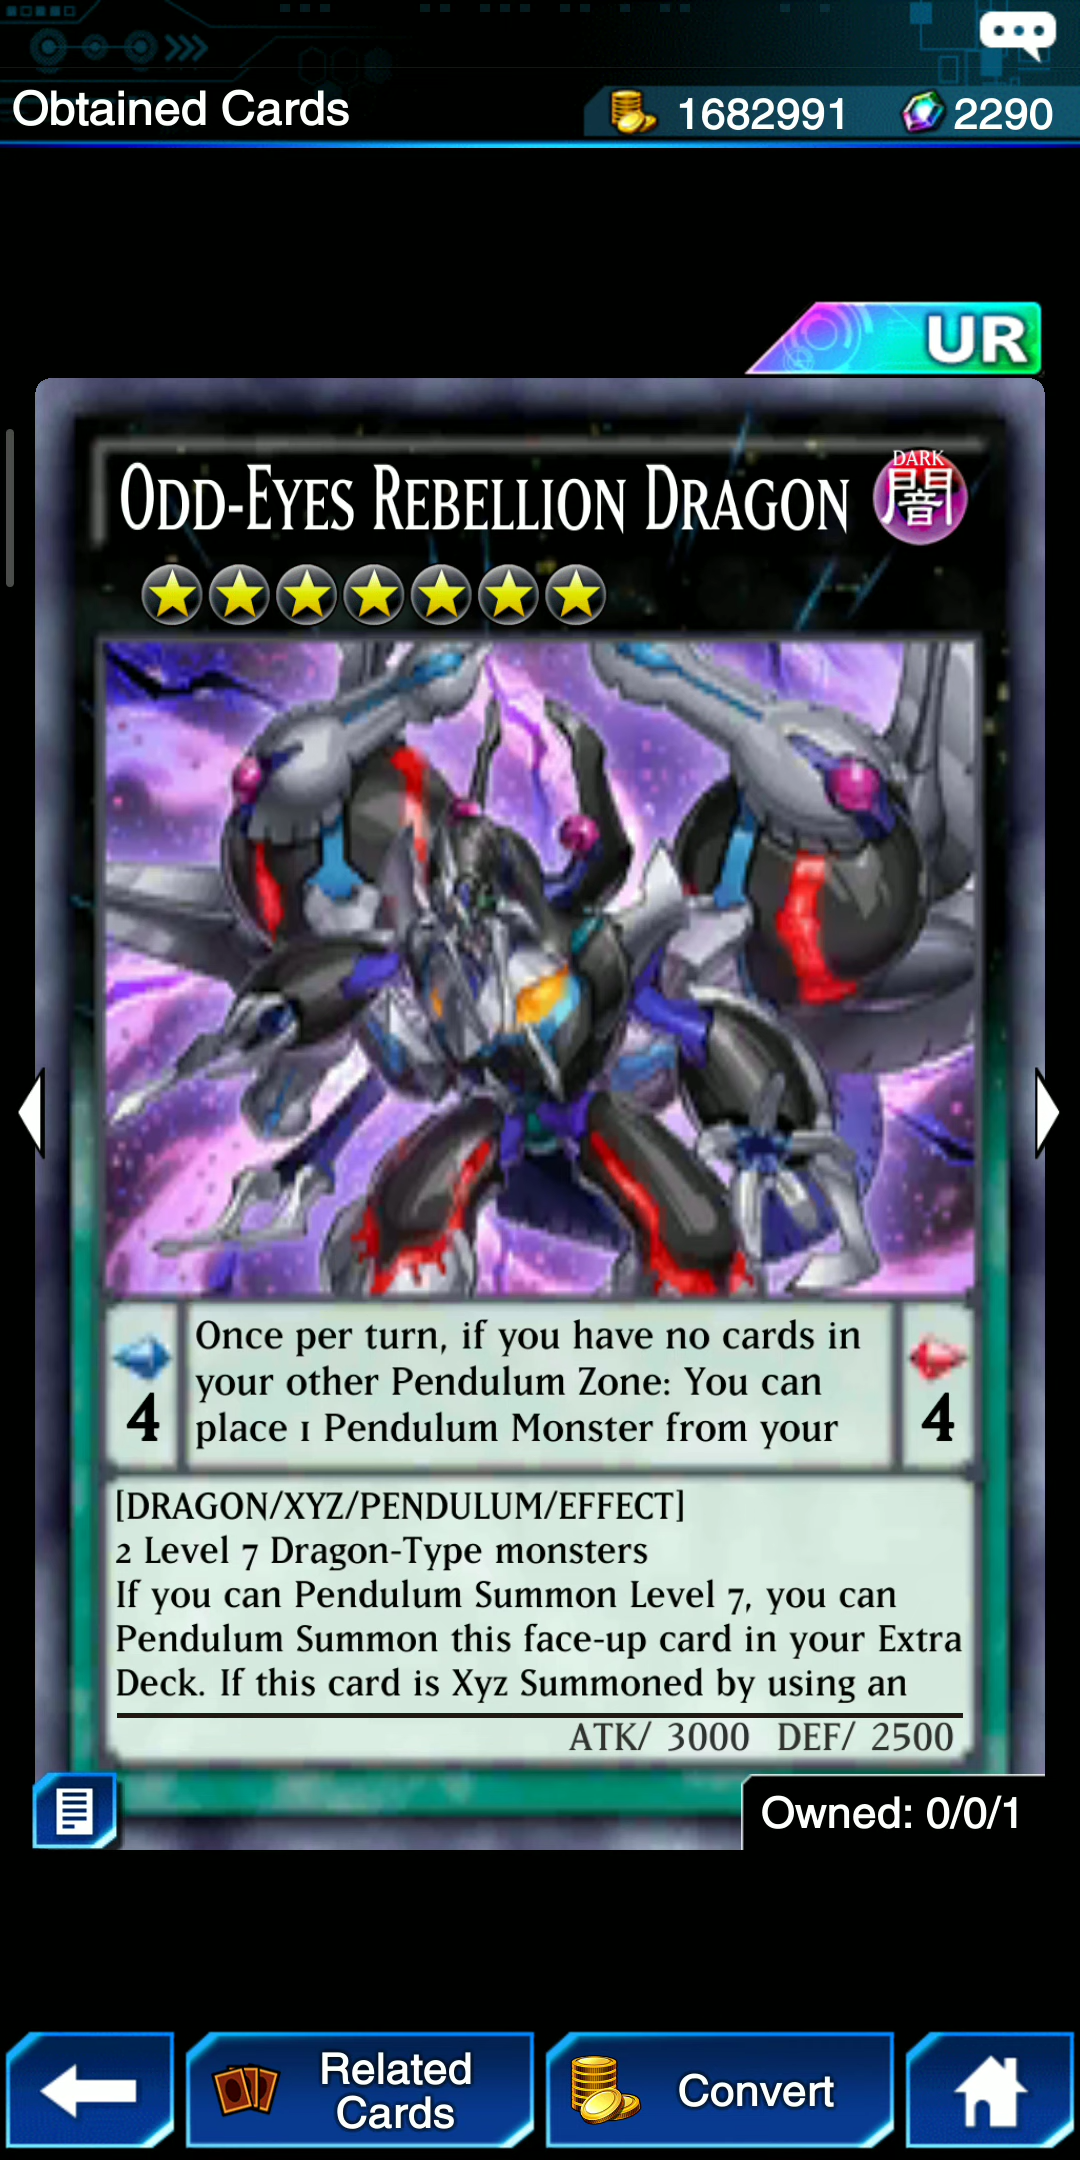 Obtained Cards
1682991
2290
UR
ODD-EYES REBELLION DRAGON
DARK
闇
Once per turn, if you have no cards in
your other Pendulum Zone: You can
place 1 Pendulum Monster from your
4
4
[DRAGON/XYZ/PENDULUM/EFFECT]
2 Level 7 Dragon-Type monsters
If you can Pendulum Summon Level 7, you can
Pendulum Summon this face-up card in your Extra
Deck. If this card is Xyz Summoned by using an
ATK/ 3000 DEF/ 2500
Owned: 0/0/1
Related
Cards
Convert